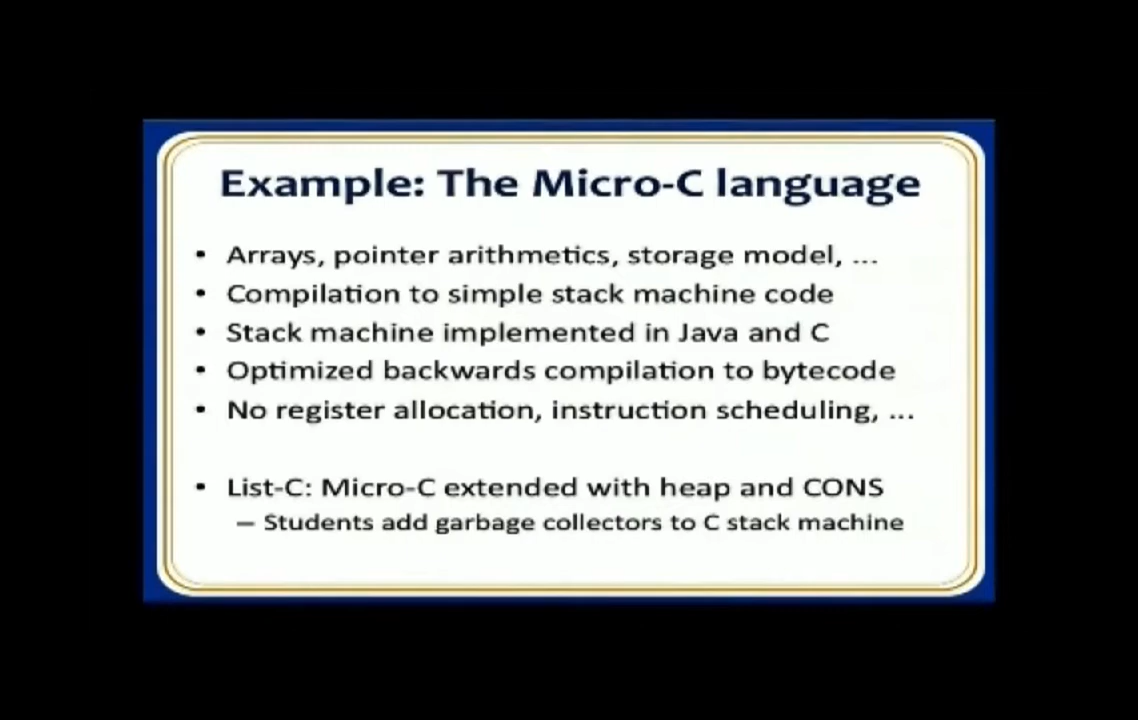 Example: The Micro-C language
• Arrays, pointer arithmetics, storage model, ...
• Compilation to simple stack machine code
• Stack machine implemented in Java and C
• Optimized backwards compilation to bytecode
• No register allocation, instruction scheduling, ...
• List-C: Micro-C extended with heap and CONS
– Students add garbage collectors to C stack machine